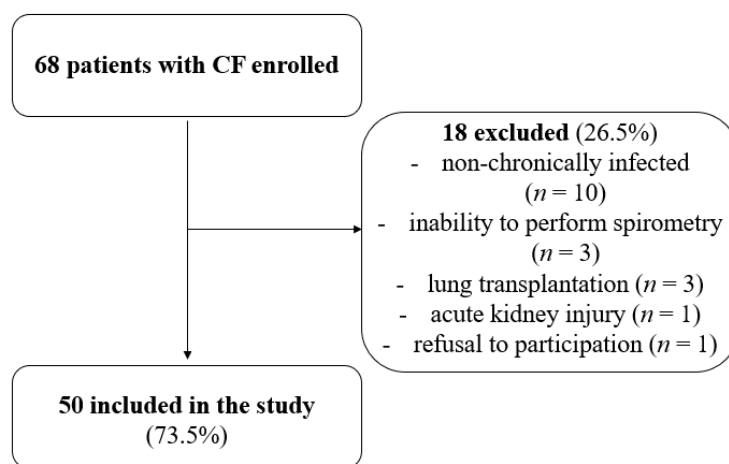 68 patients with CF enrolled
18 excluded (26.5%)
- non-chronically infected
(n = 10)
- inability to perform spirometry
(n = 3)
- lung transplantation (n = 3)
- acute kidney injury (n = 1)
- refusal to participation (n = 1)
50 included in the study
(73.5%)